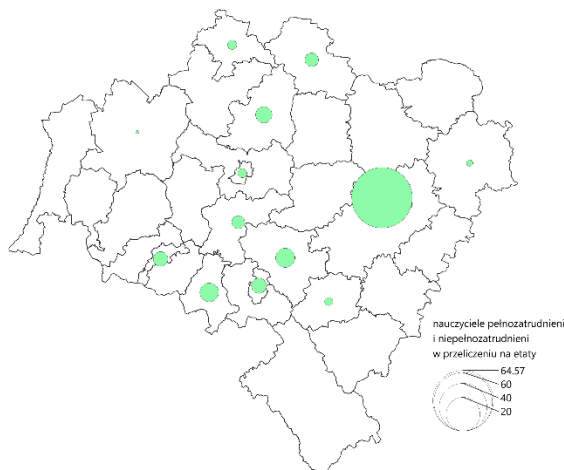 nauczyciele pełnozatrudnieni
i niepełnozatrudnieni
w przeliczeniu na etaty
64.57
60
40
20